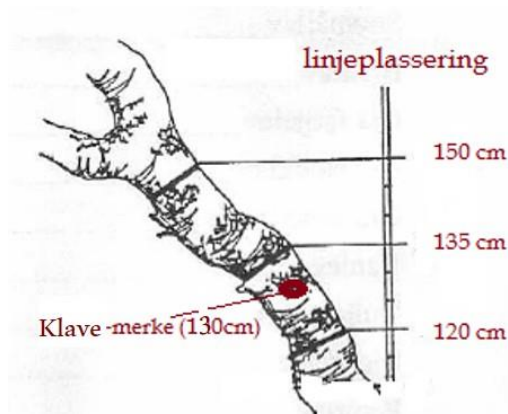 linjeplassering
150 cm
135 cm
Klave -merke (130cm)
120 cm